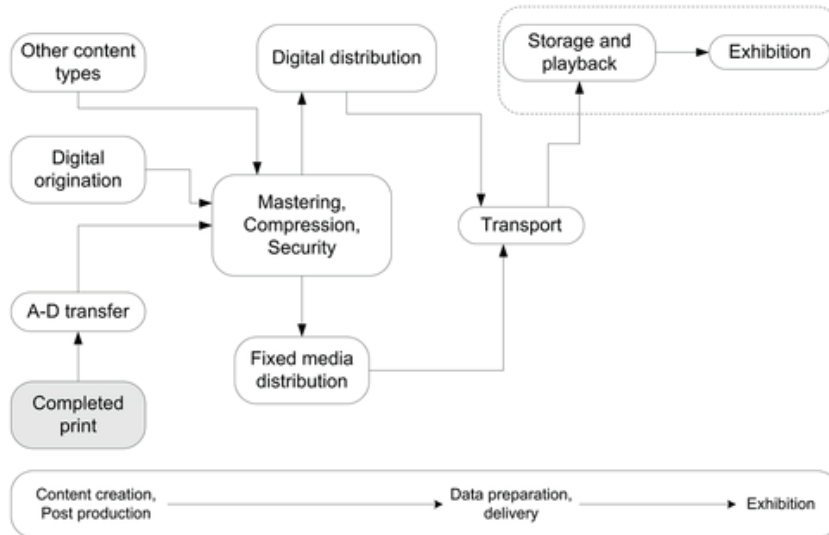 Other content
types
Digital distribution
Storage and
playback
Exhibition
Digital
origination
Mastering,
Compression,
Security
Transport
A-D transfer
Fixed media
distribution
Completed
print
Content creation,
Post production
Data preparation,
delivery
Exhibition